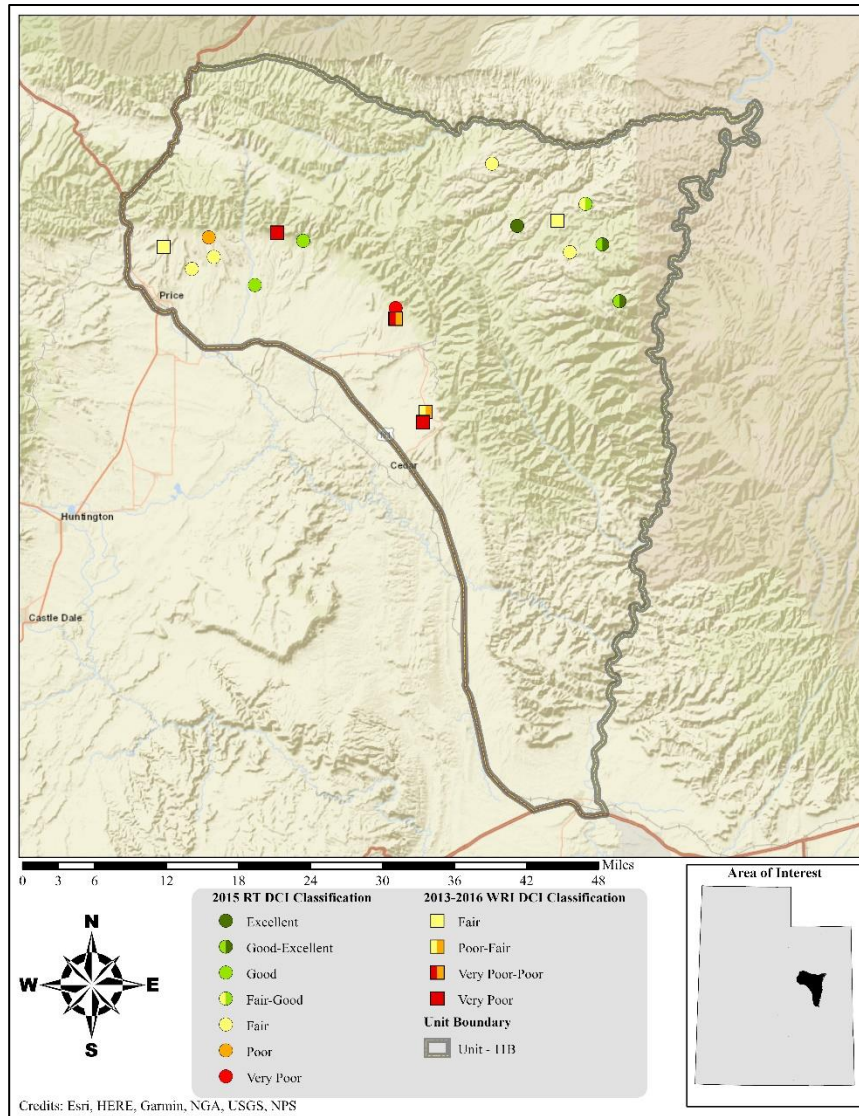 Price
Cedar
Huntington
Castle Dale
Miles
0 3 6 12 18 24 30 36 42 48
N
W E
S
2015 RT DCI Classification
Excellent
Good-Excellent
Good
Fair-Good
Fair
Poor
Very Poor
2013-2016 WRI DCI Classification
Fair
Poor-Fair
Very Poor-Poor
Very Poor
Unit Boundary
Unit - 11B
Area of Interest
Credits: Esri, HERE, Garmin, NGA, USGS, NPS